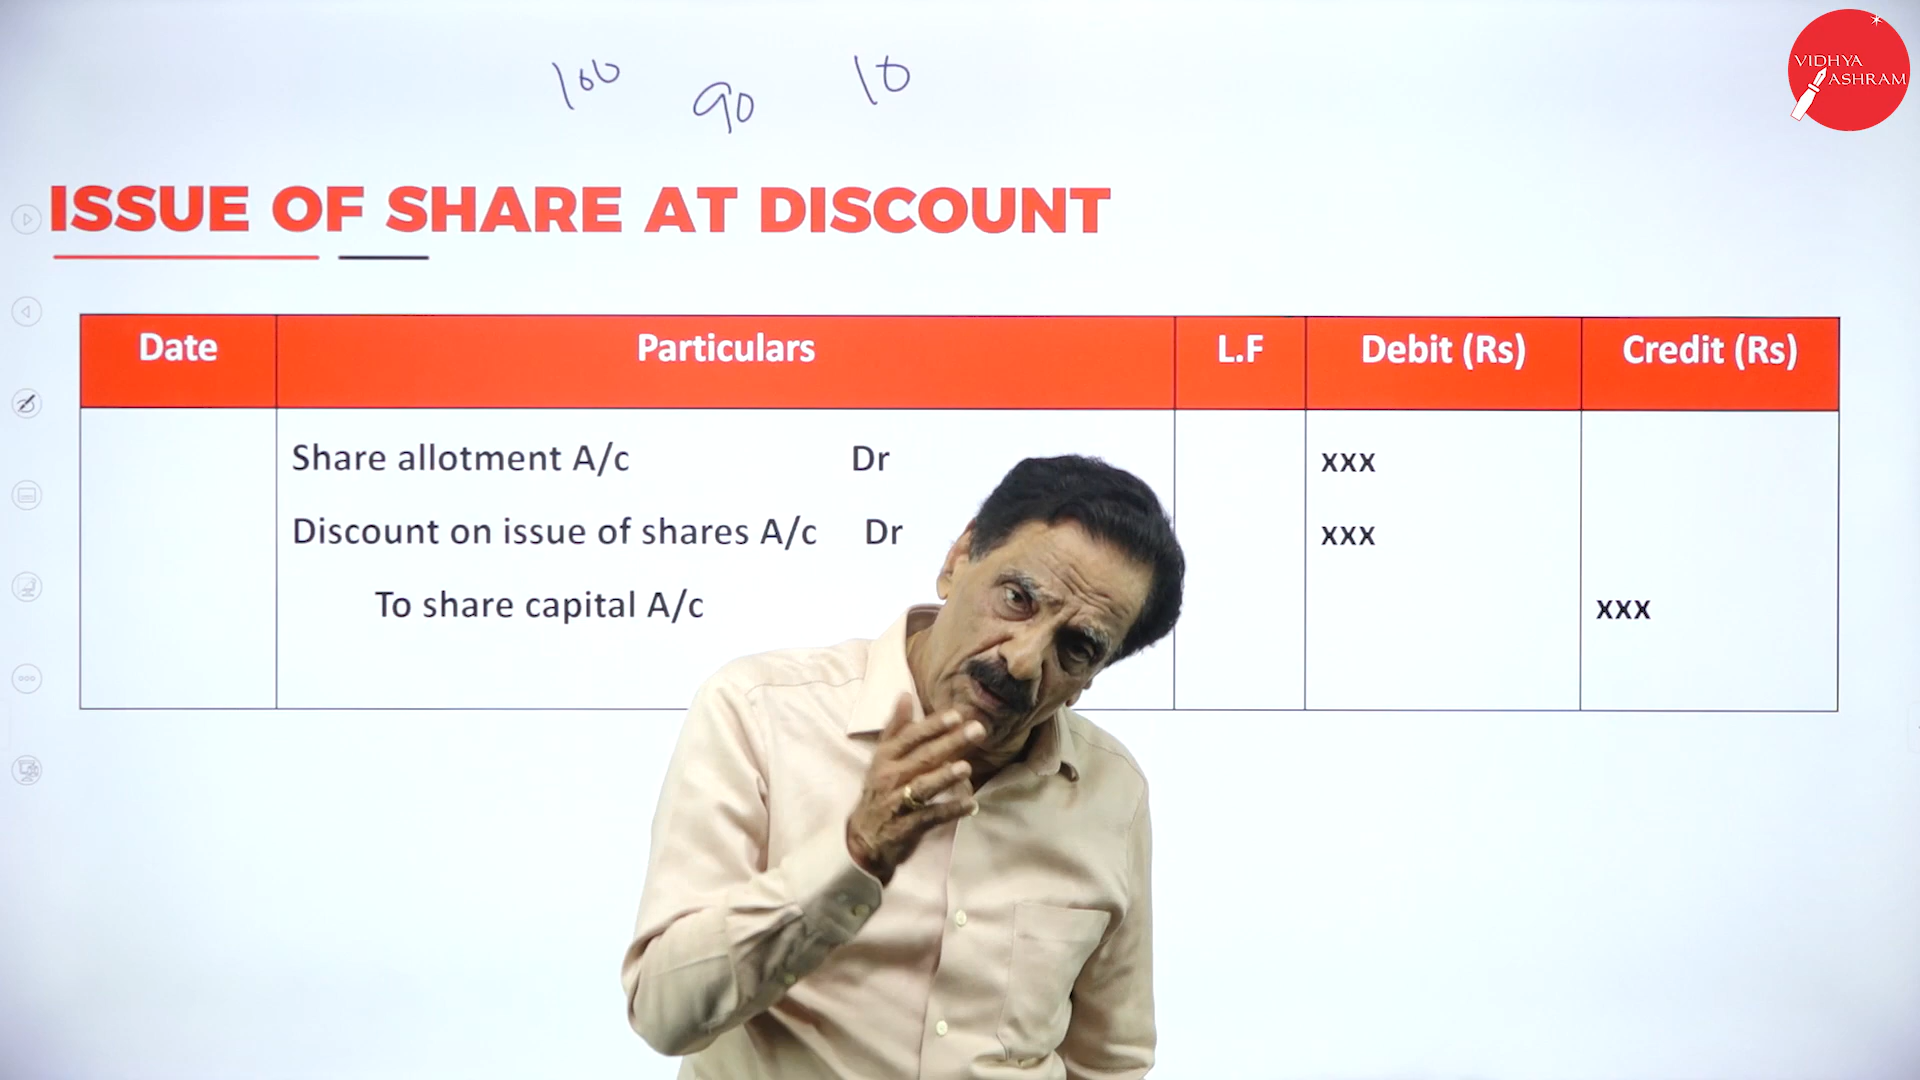 100 90 10
VIDHYA
ASHRAM
ISSUE OF SHARE AT DISCOUNT
Date Particulars L.F Debit (Rs) Credit (Rs)
Share allotment A/c Dr xxx
Discount on issue of shares A/c Dr xxx
To share capital A/c xxx